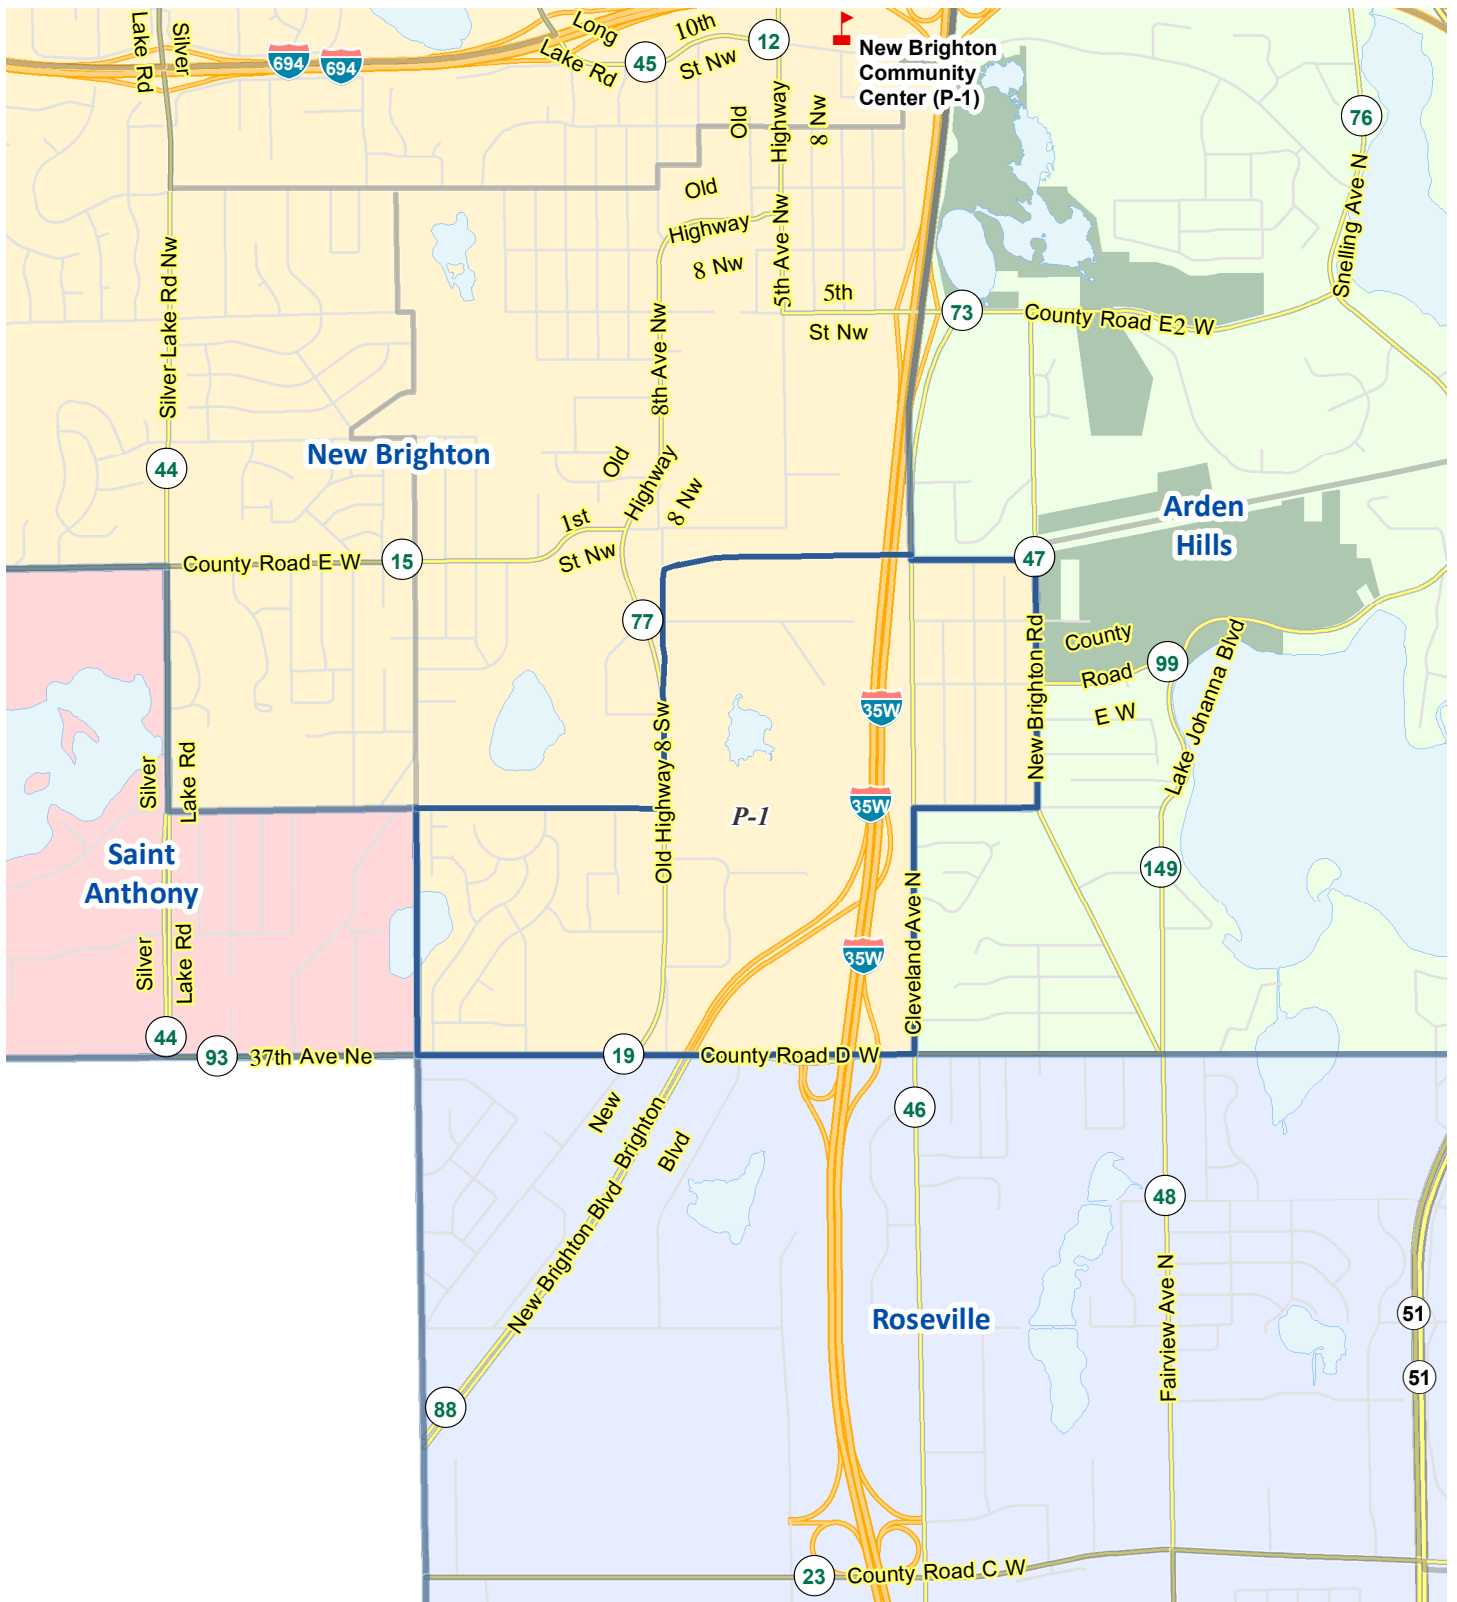 Silver
Lake Rd
694
694
Long
Lake Rd
45
10th
St Nw
12
New Brighton
Community
Center (P-1)
Old
Highway
8 Nw
76
Snelling Ave N
Old
Highway
8 Nw
5th Ave Nw
5th
St Nw
73
County Road E2 W
Silver Lake Rd Nw
8th Ave Nw
44
New Brighton
Old
Highway
8 Nw
1st
St Nw
Arden
Hills
County Road E W
15
47
77
New Brighton Rd
County
Road
E W
99
Lake Johanna Blvd
35W
Old Highway 8 Sw
Silver
Lake Rd
35W
P-1
Saint
Anthony
149
Silver
Lake Rd
35W
Cleveland Ave N
44
93
37th Ave Ne
19
County Road D W
46
New
Brighton
Blvd
New Brighton Blvd
48
Fairview Ave N
Roseville
51
51
88
23
County Road C W